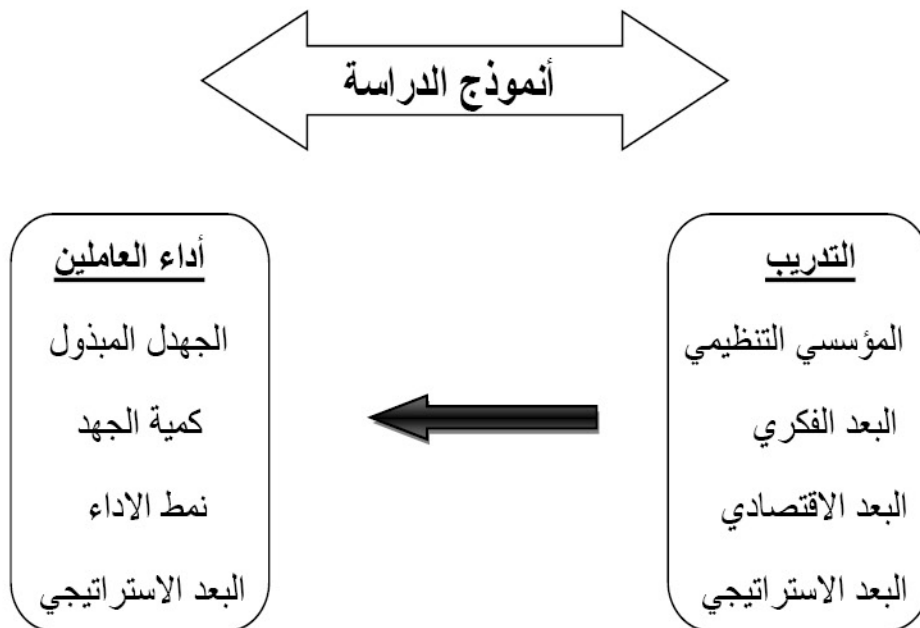 أنموذج الدراسة
التدريب
المؤسسي التنظيمي
البعد الفكري
البعد الاقتصادي
البعد الاستراتيجي
أداء العاملين
الجهدل المبذول
كمية الجهد
نمط الاداء
البعد الاستراتيجي